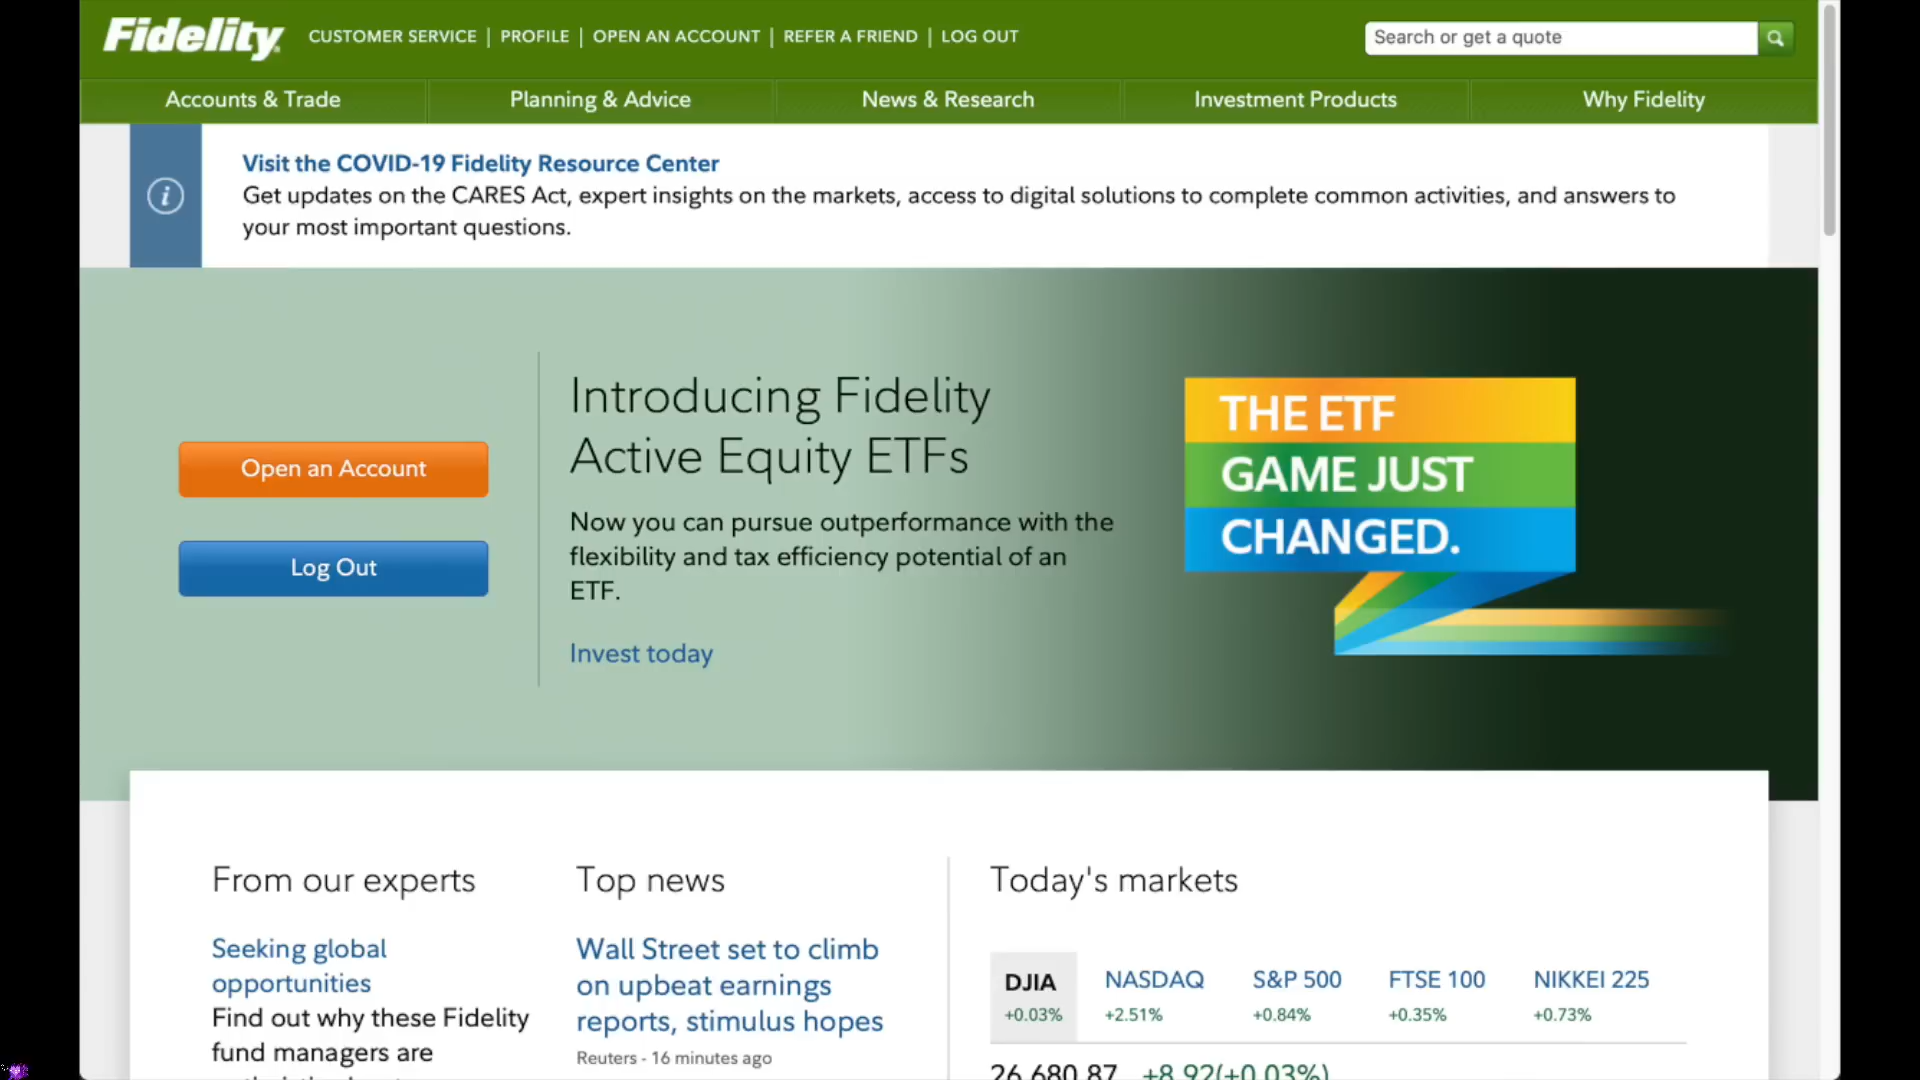 Fidelity
CUSTOMER SERVICE | PROFILE | OPEN AN ACCOUNT | REFER A FRIEND | LOG OUT
Search or get a quote
Accounts & Trade
Planning & Advice
News & Research
Investment Products
Why Fidelity
Visit the COVID-19 Fidelity Resource Center
Get updates on the CARES Act, expert insights on the markets, access to digital solutions to complete common activities, and answers to
your most important questions.
Open an Account
Log Out
Introducing Fidelity
Active Equity ETFs
Now you can pursue outperformance with the
flexibility and tax efficiency potential of an
ETF.
Invest today
THE ETF
GAME JUST
CHANGED.
From our experts
Seeking global
opportunities
Find out why these Fidelity
fund managers are
Top news
Wall Street set to climb
on upbeat earnings
reports, stimulus hopes
Reuters - 16 minutes ago
Today's markets
DJIA
+0.03%
NASDAQ
+2.51%
S&P 500
+0.84%
FTSE 100
+0.35%
NIKKEI 225
+0.73%
26,680.87 +8.92(+0.03%)